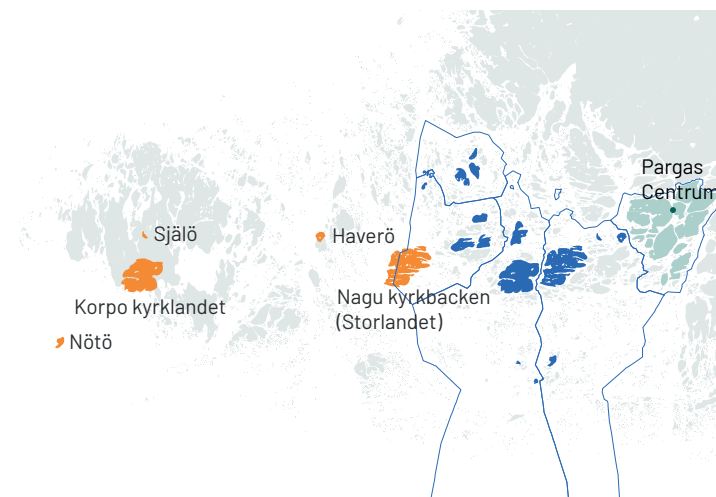 Pargas
Centrum
Själö
Haverö
Nagu kyrkbacken
(Storlandet)
Korpo kyrklandet
Nötö